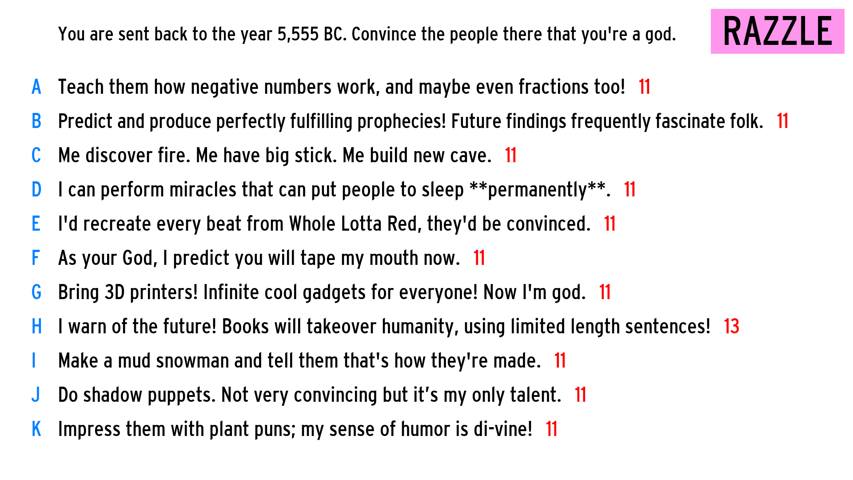 You are sent back to the year 5,555 BC. Convince the people there that you're a god.
RAZZLE
A Teach them how negative numbers work, and maybe even fractions too! 11
B Predict and produce perfectly fulfilling prophecies! Future findings frequently fascinate folk. 11
C Me discover fire. Me have big stick. Me build new cave. 11
D I can perform miracles that can put people to sleep **permanently**. 11
E I'd recreate every beat from Whole Lotta Red, they'd be convinced. 11
F As your God, I predict you will tape my mouth now. 11
G Bring 3D printers! Infinite cool gadgets for everyone! Now I'm god. 11
H I warn of the future! Books will takeover humanity, using limited length sentences! 13
I Make a mud snowman and tell them that's how they're made. 11
J Do shadow puppets. Not very convincing but it’s my only talent. 11
K Impress them with plant puns; my sense of humor is di-vine! 11